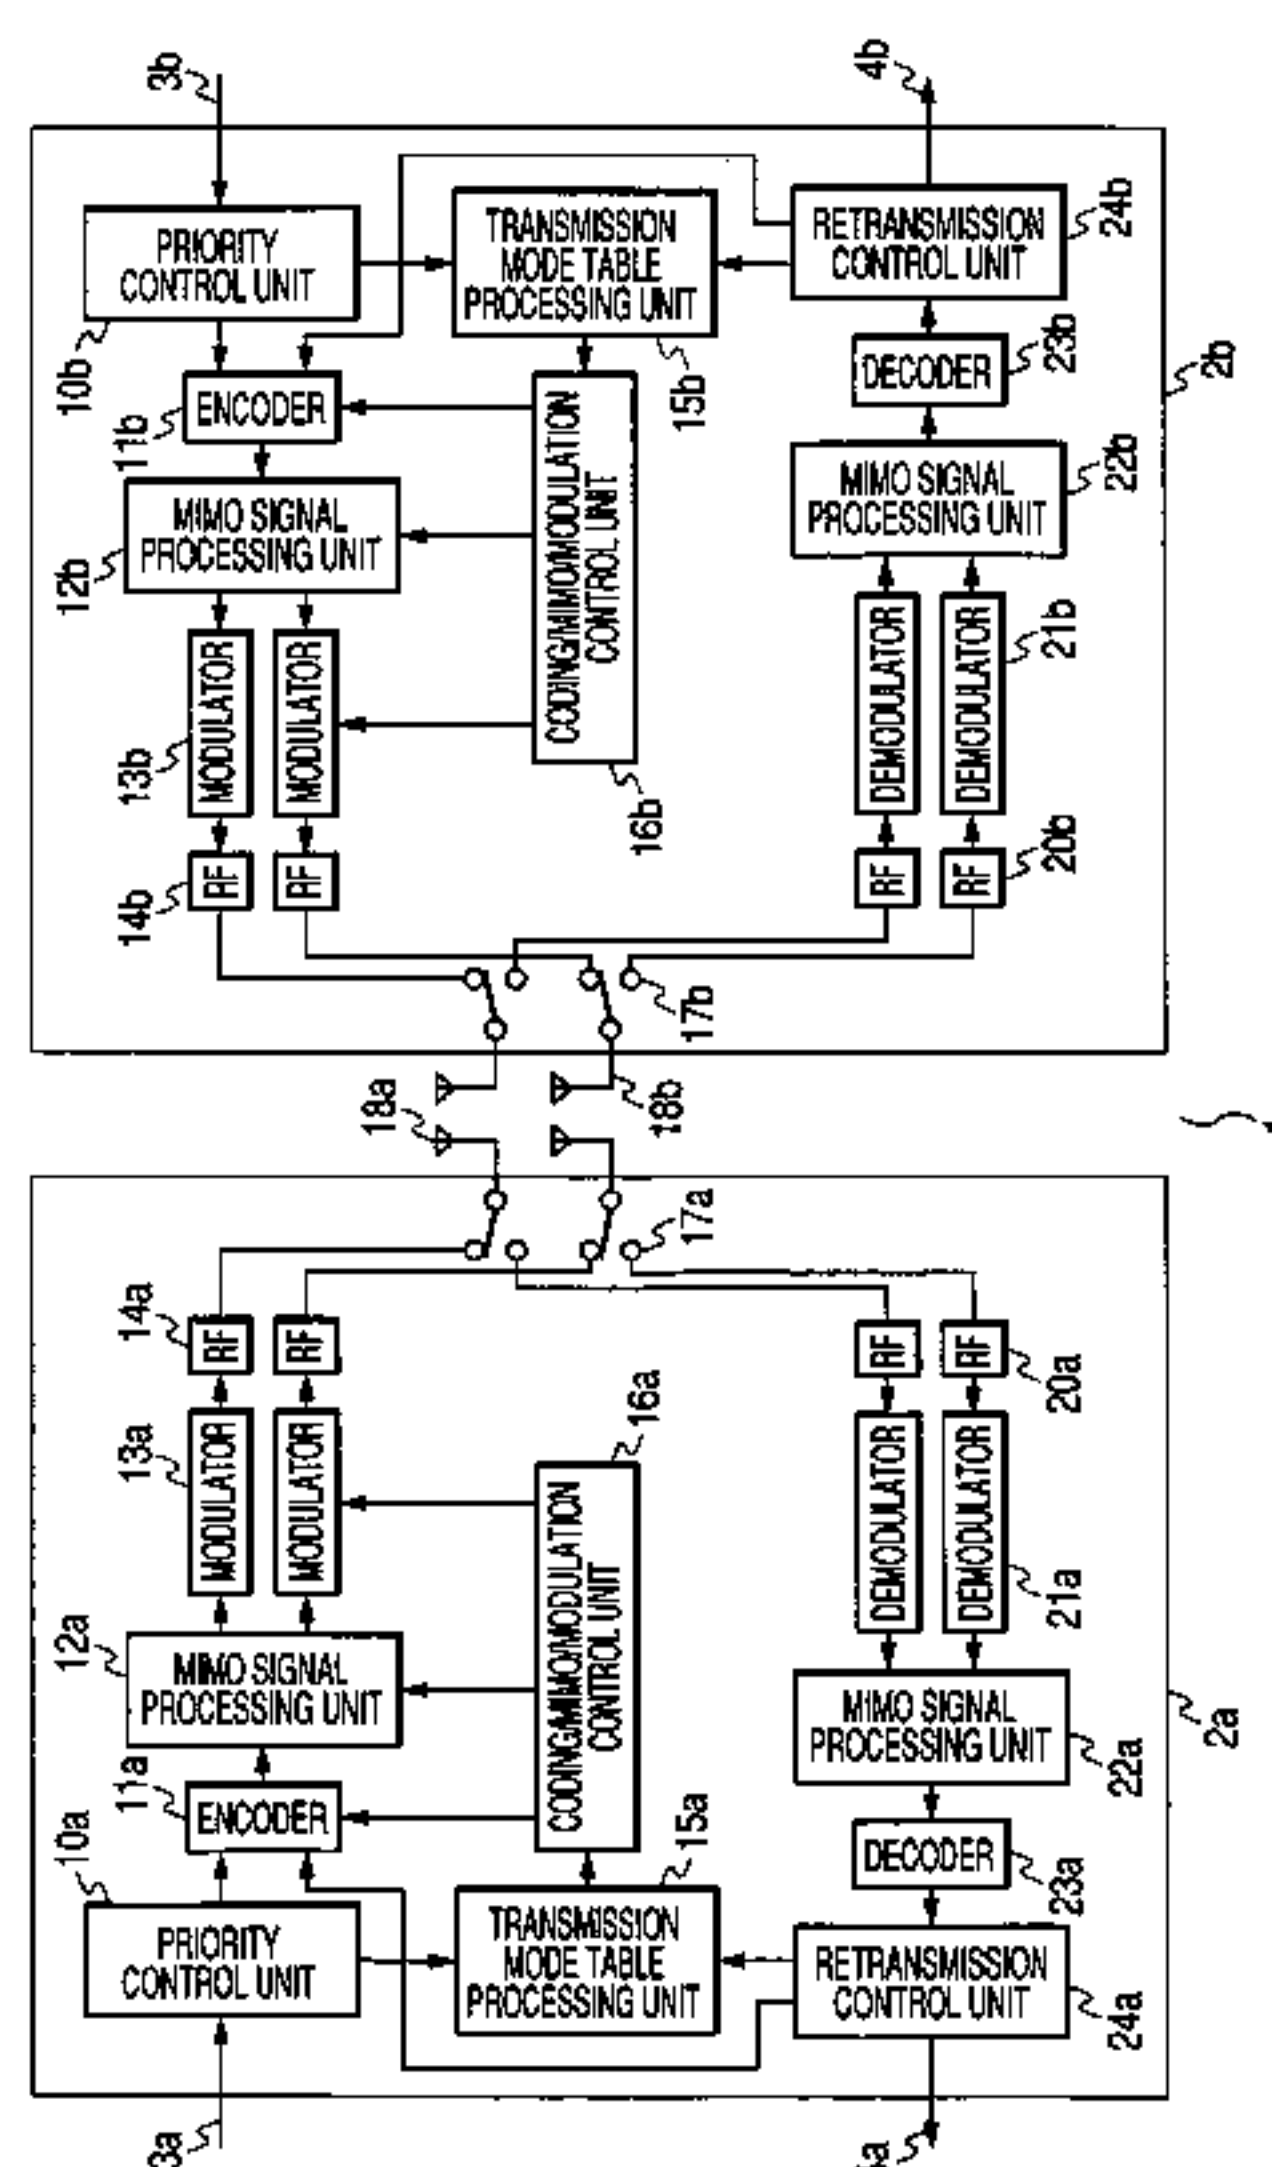 3b
4b
PRIORITY
CONTROL UNIT
10b
TRANSMISSION
MODE TABLE
PROCESSING UNIT
15b
RETRANSMISSION
CONTROL UNIT
24b
ENCODER
11b
DECODER
23b
2b
MIMO SIGNAL
PROCESSING UNIT
12b
CODING/MIMO/MODULATION
CONTROL UNIT
16b
MIMO SIGNAL
PROCESSING UNIT
22b
MODULATOR
13b
MODULATOR
DEMODULATOR
DEMODULATOR
21b
RF
14b
RF
RF
RF
20b
17b
18a
18b
17a
RF
14a
RF
RF
RF
20a
MODULATOR
13a
MODULATOR
16a
CODING/MIMO/MODULATION
CONTROL UNIT
DEMODULATOR
DEMODULATOR
21a
MIMO SIGNAL
PROCESSING UNIT
12a
MIMO SIGNAL
PROCESSING UNIT
22a
2a
ENCODER
11a
DECODER
23a
PRIORITY
CONTROL UNIT
10a
TRANSMISSION
MODE TABLE
PROCESSING UNIT
15a
RETRANSMISSION
CONTROL UNIT
24a
3a